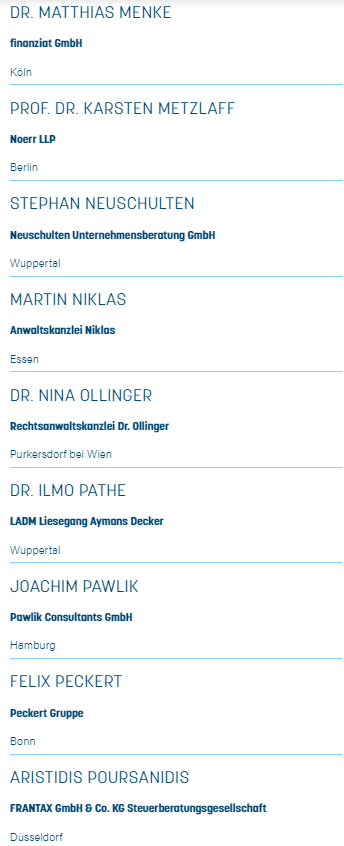 DR. MATTHIAS MENKE
finanziat GmbH
Köln
PROF. DR. KARSTEN METZLAFF
Noerr LLP
Berlin
STEPHAN NEUSCHULTEN
Neuschulten Unternehmensberatung GmbH
Wuppertal
MARTIN NIKLAS
Anwaltskanzlei Niklas
Essen
DR. NINA OLLINGER
Rechtsanwaltskanzlei Dr. Ollinger
Purkersdorf bei Wien
DR. ILMO PATHE
LADM Liesegang Aymans Decker
Wuppertal
JOACHIM PAWLIK
Pawlik Consultants GmbH
Hamburg
FELIX PECKERT
Peckert Gruppe
Bonn
ARISTIDIS POURSANIDIS
FRANTAX GmbH & Co. KG Steuerberatungsgesellschaft
Düsseldorf